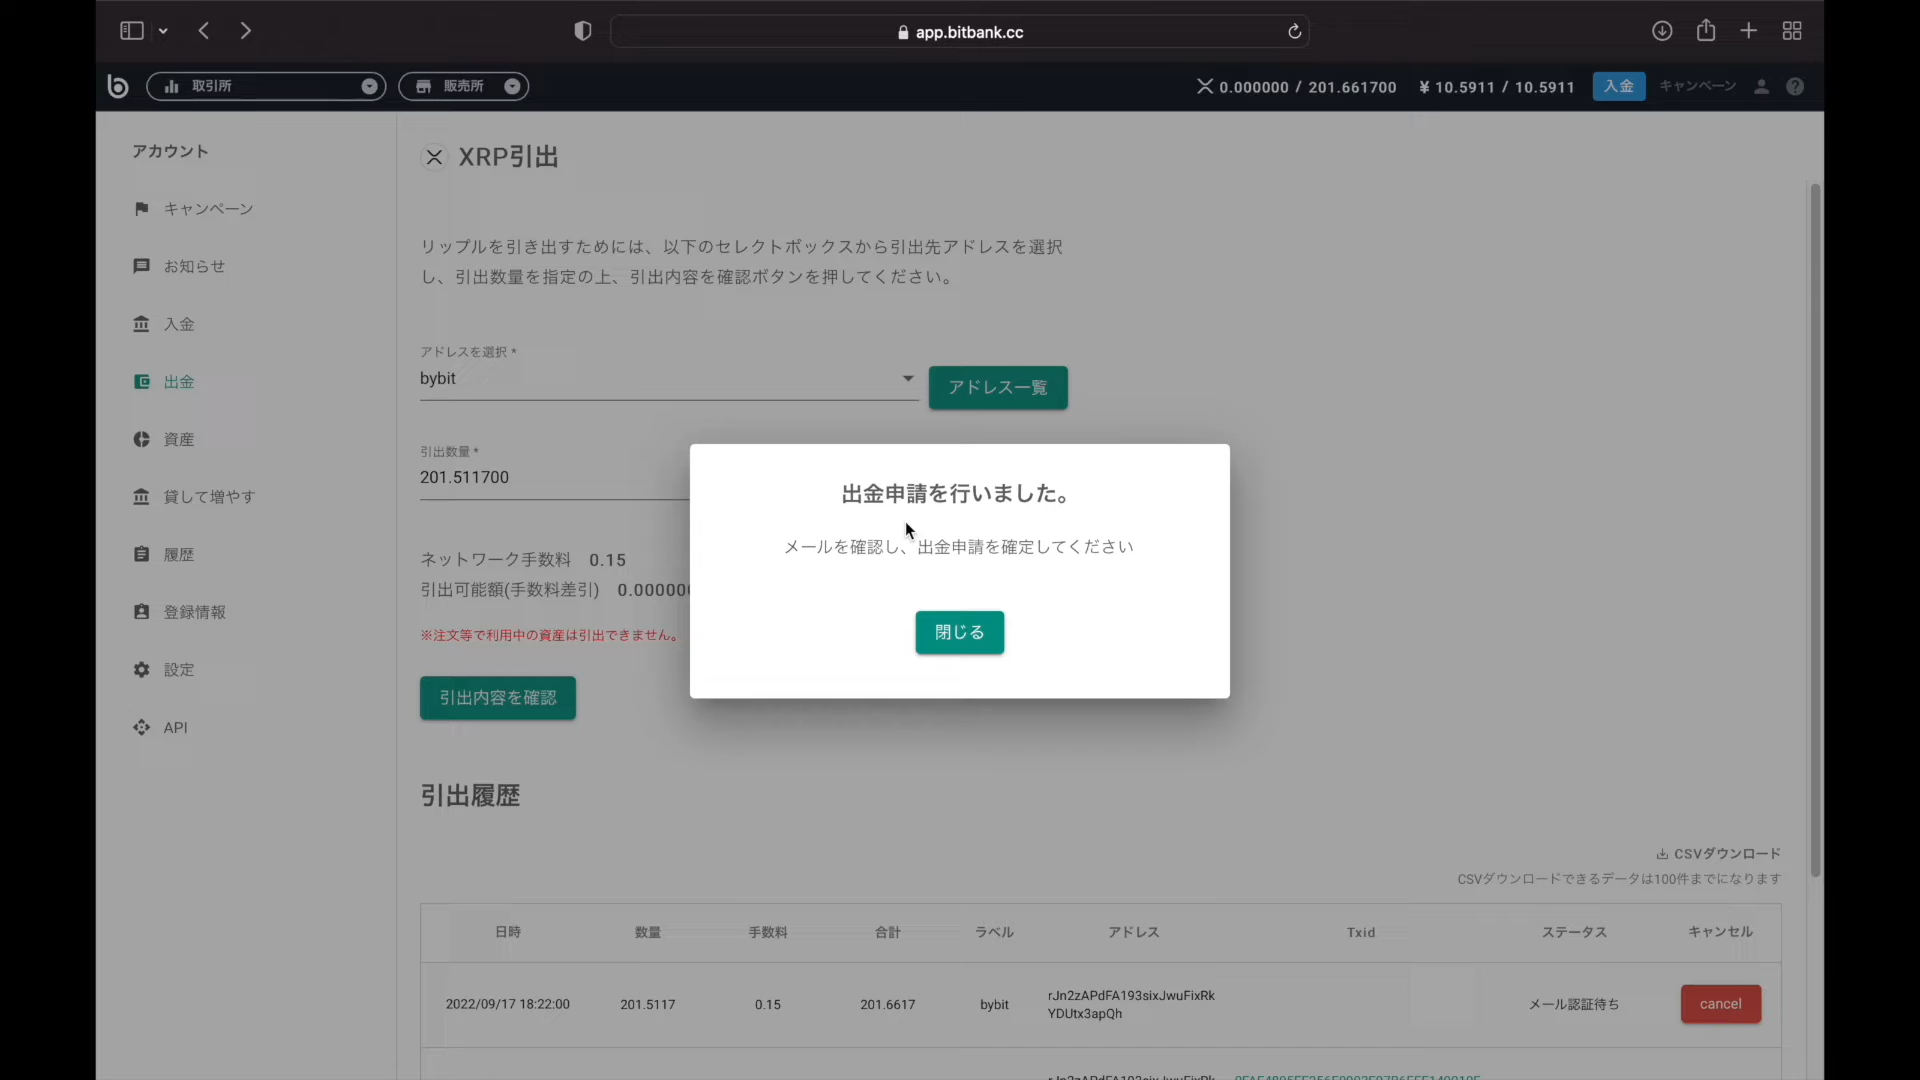 app.bitbank.cc
取引所
販売所
0.000000 / 201.661700
¥ 10.5911 / 10.5911
入金
キャンペーン
アカウント
キャンペーン
お知らせ
入金
出金
資産
貸して増やす
履歴
登録情報
設定
API
XRP引出
リップルを引き出すためには、以下のセレクトボックスから引出先アドレスを選択
し、引出数量を指定の上、引出内容を確認ボタンを押してください。
アドレスを選択 *
bybit
アドレス一覧
引出数量 *
201.511700
ネットワーク手数料 0.15
引出可能額(手数料差引) 0.000000
※注文等で利用中の資産は引出できません。
引出内容を確認
出金申請を行いました。
メールを確認し、出金申請を確定してください
閉じる
引出履歴
CSVダウンロード
CSVダウンロードできるデータは100件までになります
日時 数量 手数料 合計 ラベル アドレス Txid ステータス キャンセル
2022/09/17 18:22:00 201.5117 0.15 201.6617 bybit rJn2zAPdFA193sixJwuFixRk
YDUtx3apQh メール認証待ち cancel